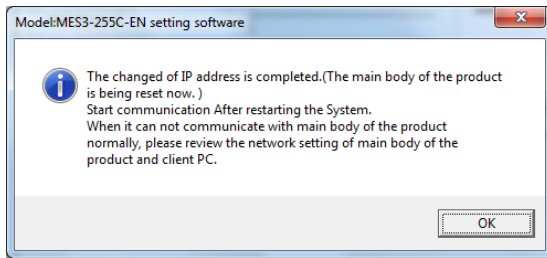 Model:MES3-255C-EN setting software
The changed of IP address is completed.(The main body of the product
is being reset now. )
Start communication After restarting the System.
When it can not communicate with main body of the product
normally, please review the network setting of main body of the
product and client PC.
OK